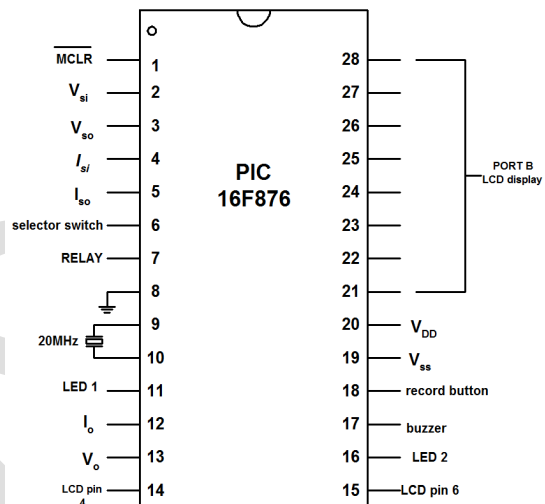 MCLR 1 28
Vsi 2 27
Vso 3 26
Isi 4 25
PIC
16F876
PORT B
LCD display
Iso 5 24
selector switch 6 23
RELAY 7 22
8 21
20MHz
9 20 VDD
10 19 Vss
LED 1 11 18 record button
Io 12 17 buzzer
Vo 13 16 LED 2
LCD pin 14 15 LCD pin 6
4